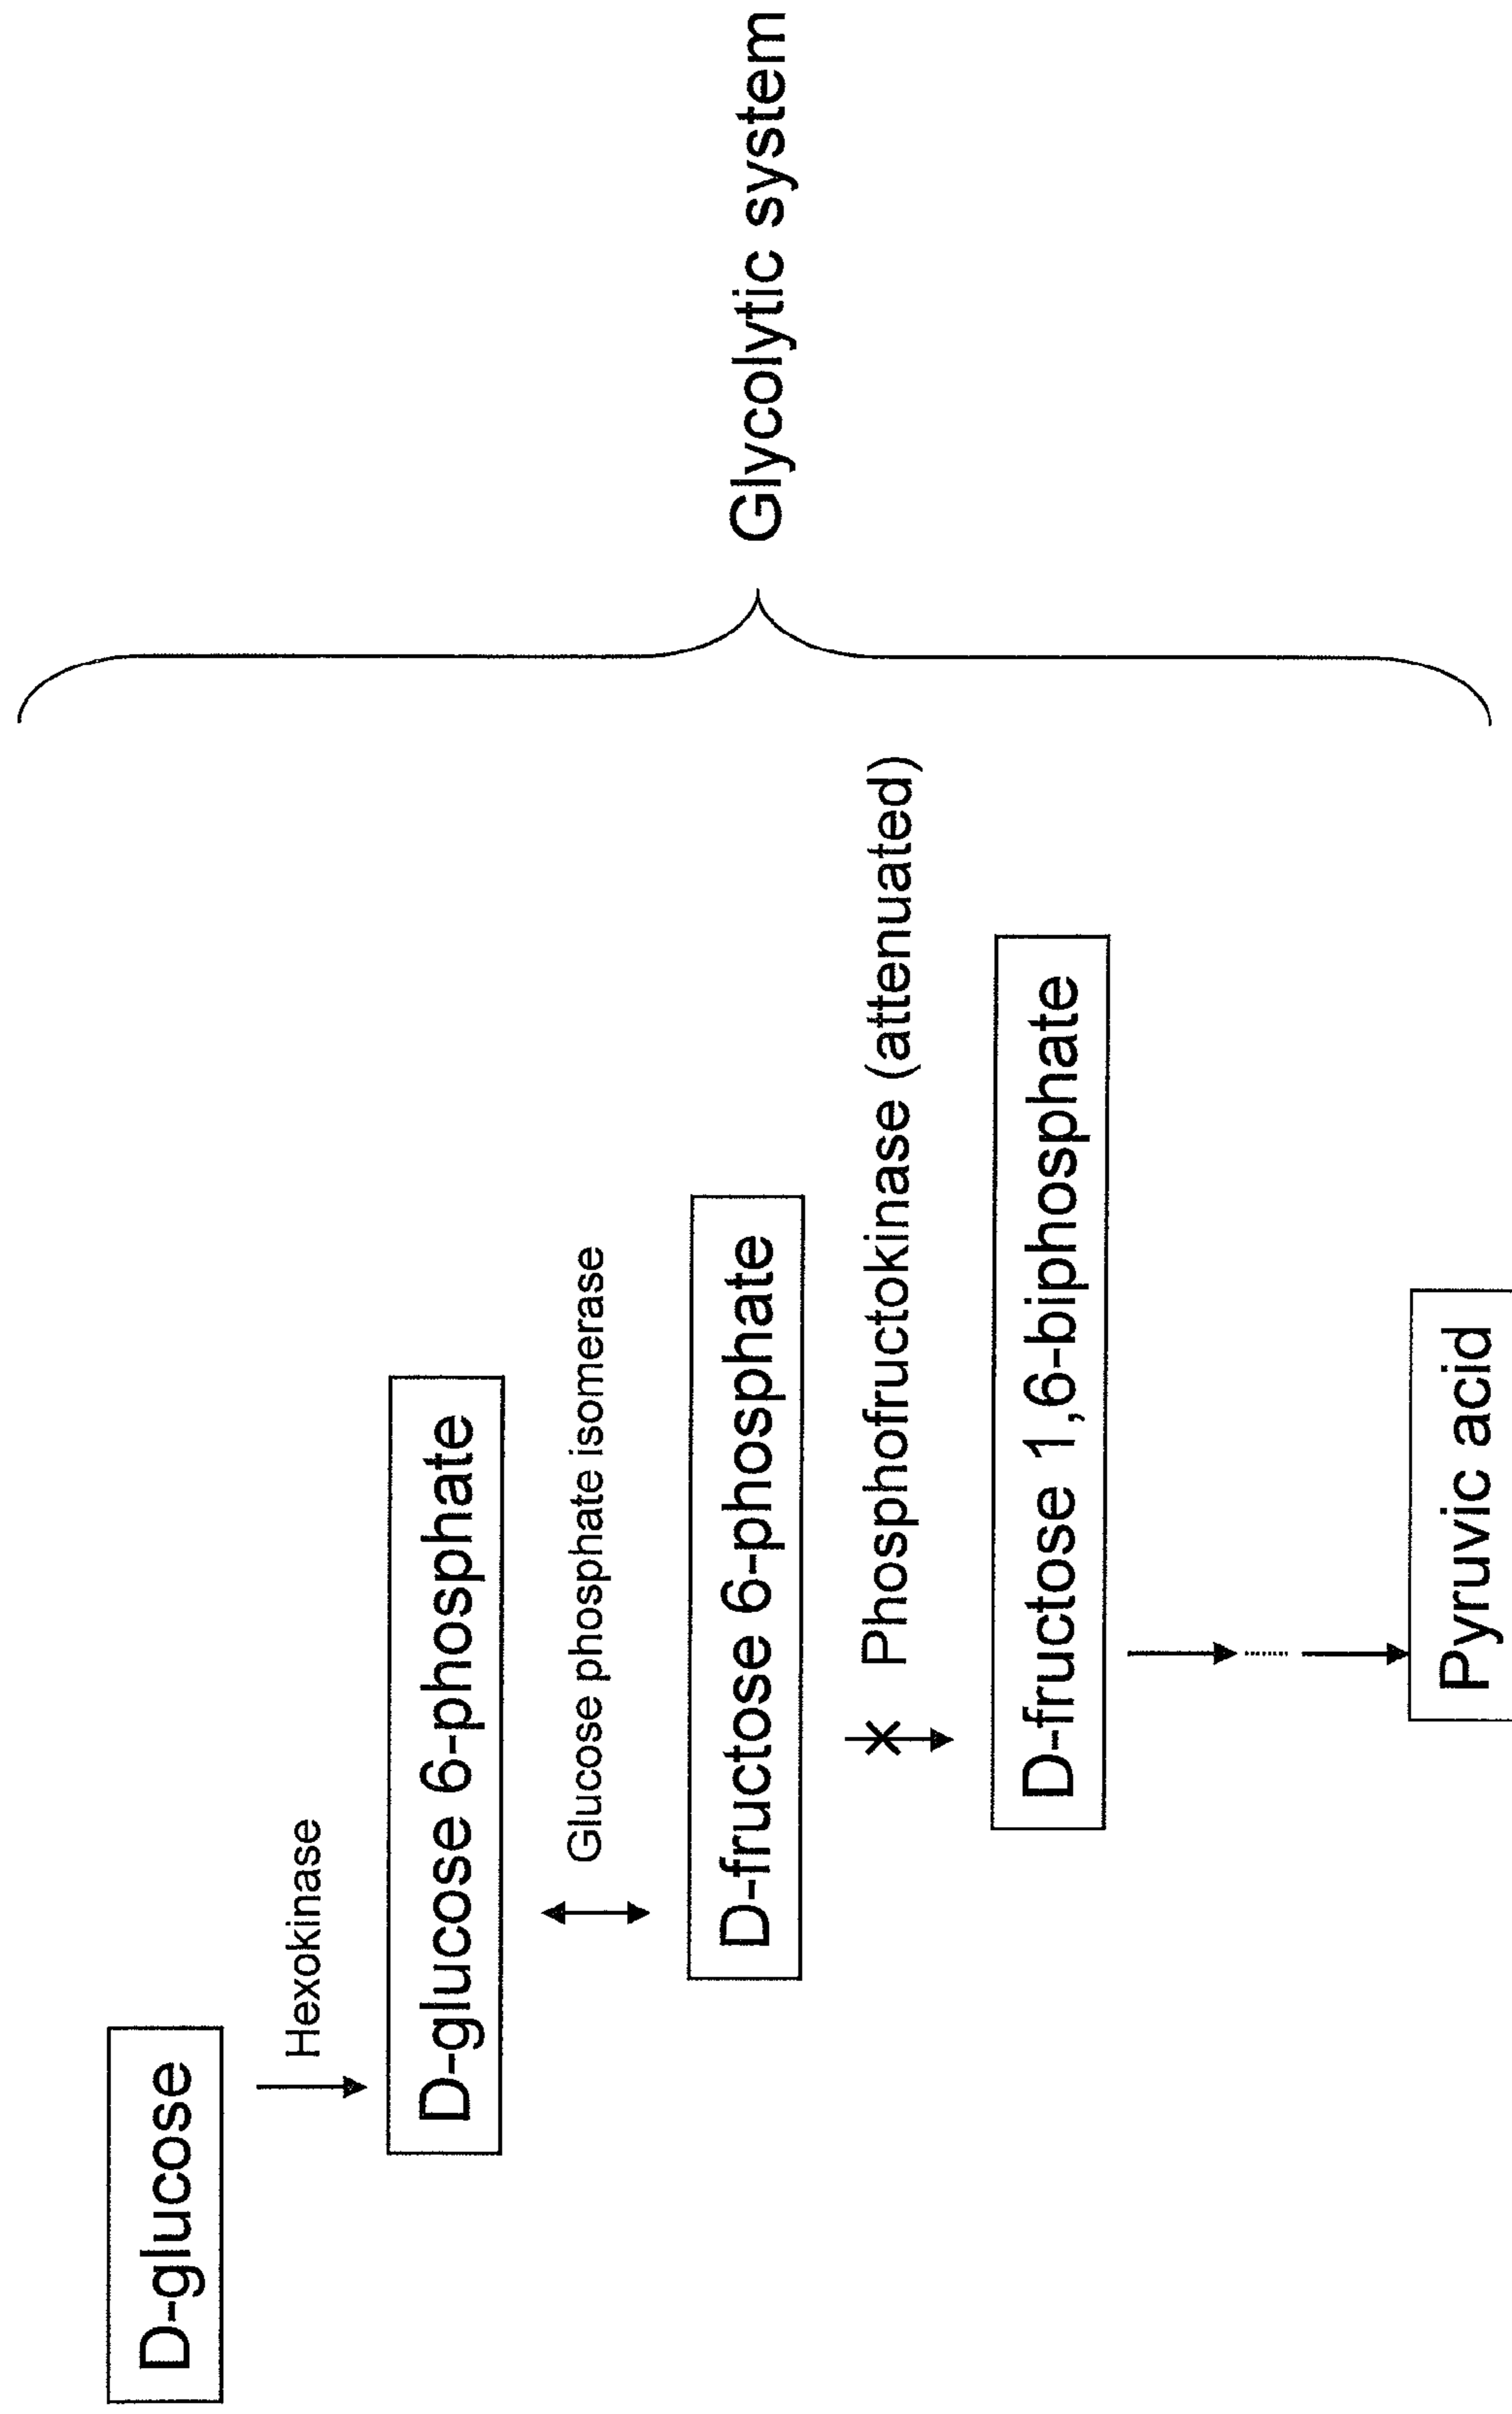 D-glucose
Hexokinase
D-glucose 6-phosphate
Glucose phosphate isomerase
D-fructose 6-phosphate
Phosphofructokinase (attenuated)
D-fructose 1,6-biphosphate
Pyruvic acid
Glycolytic system